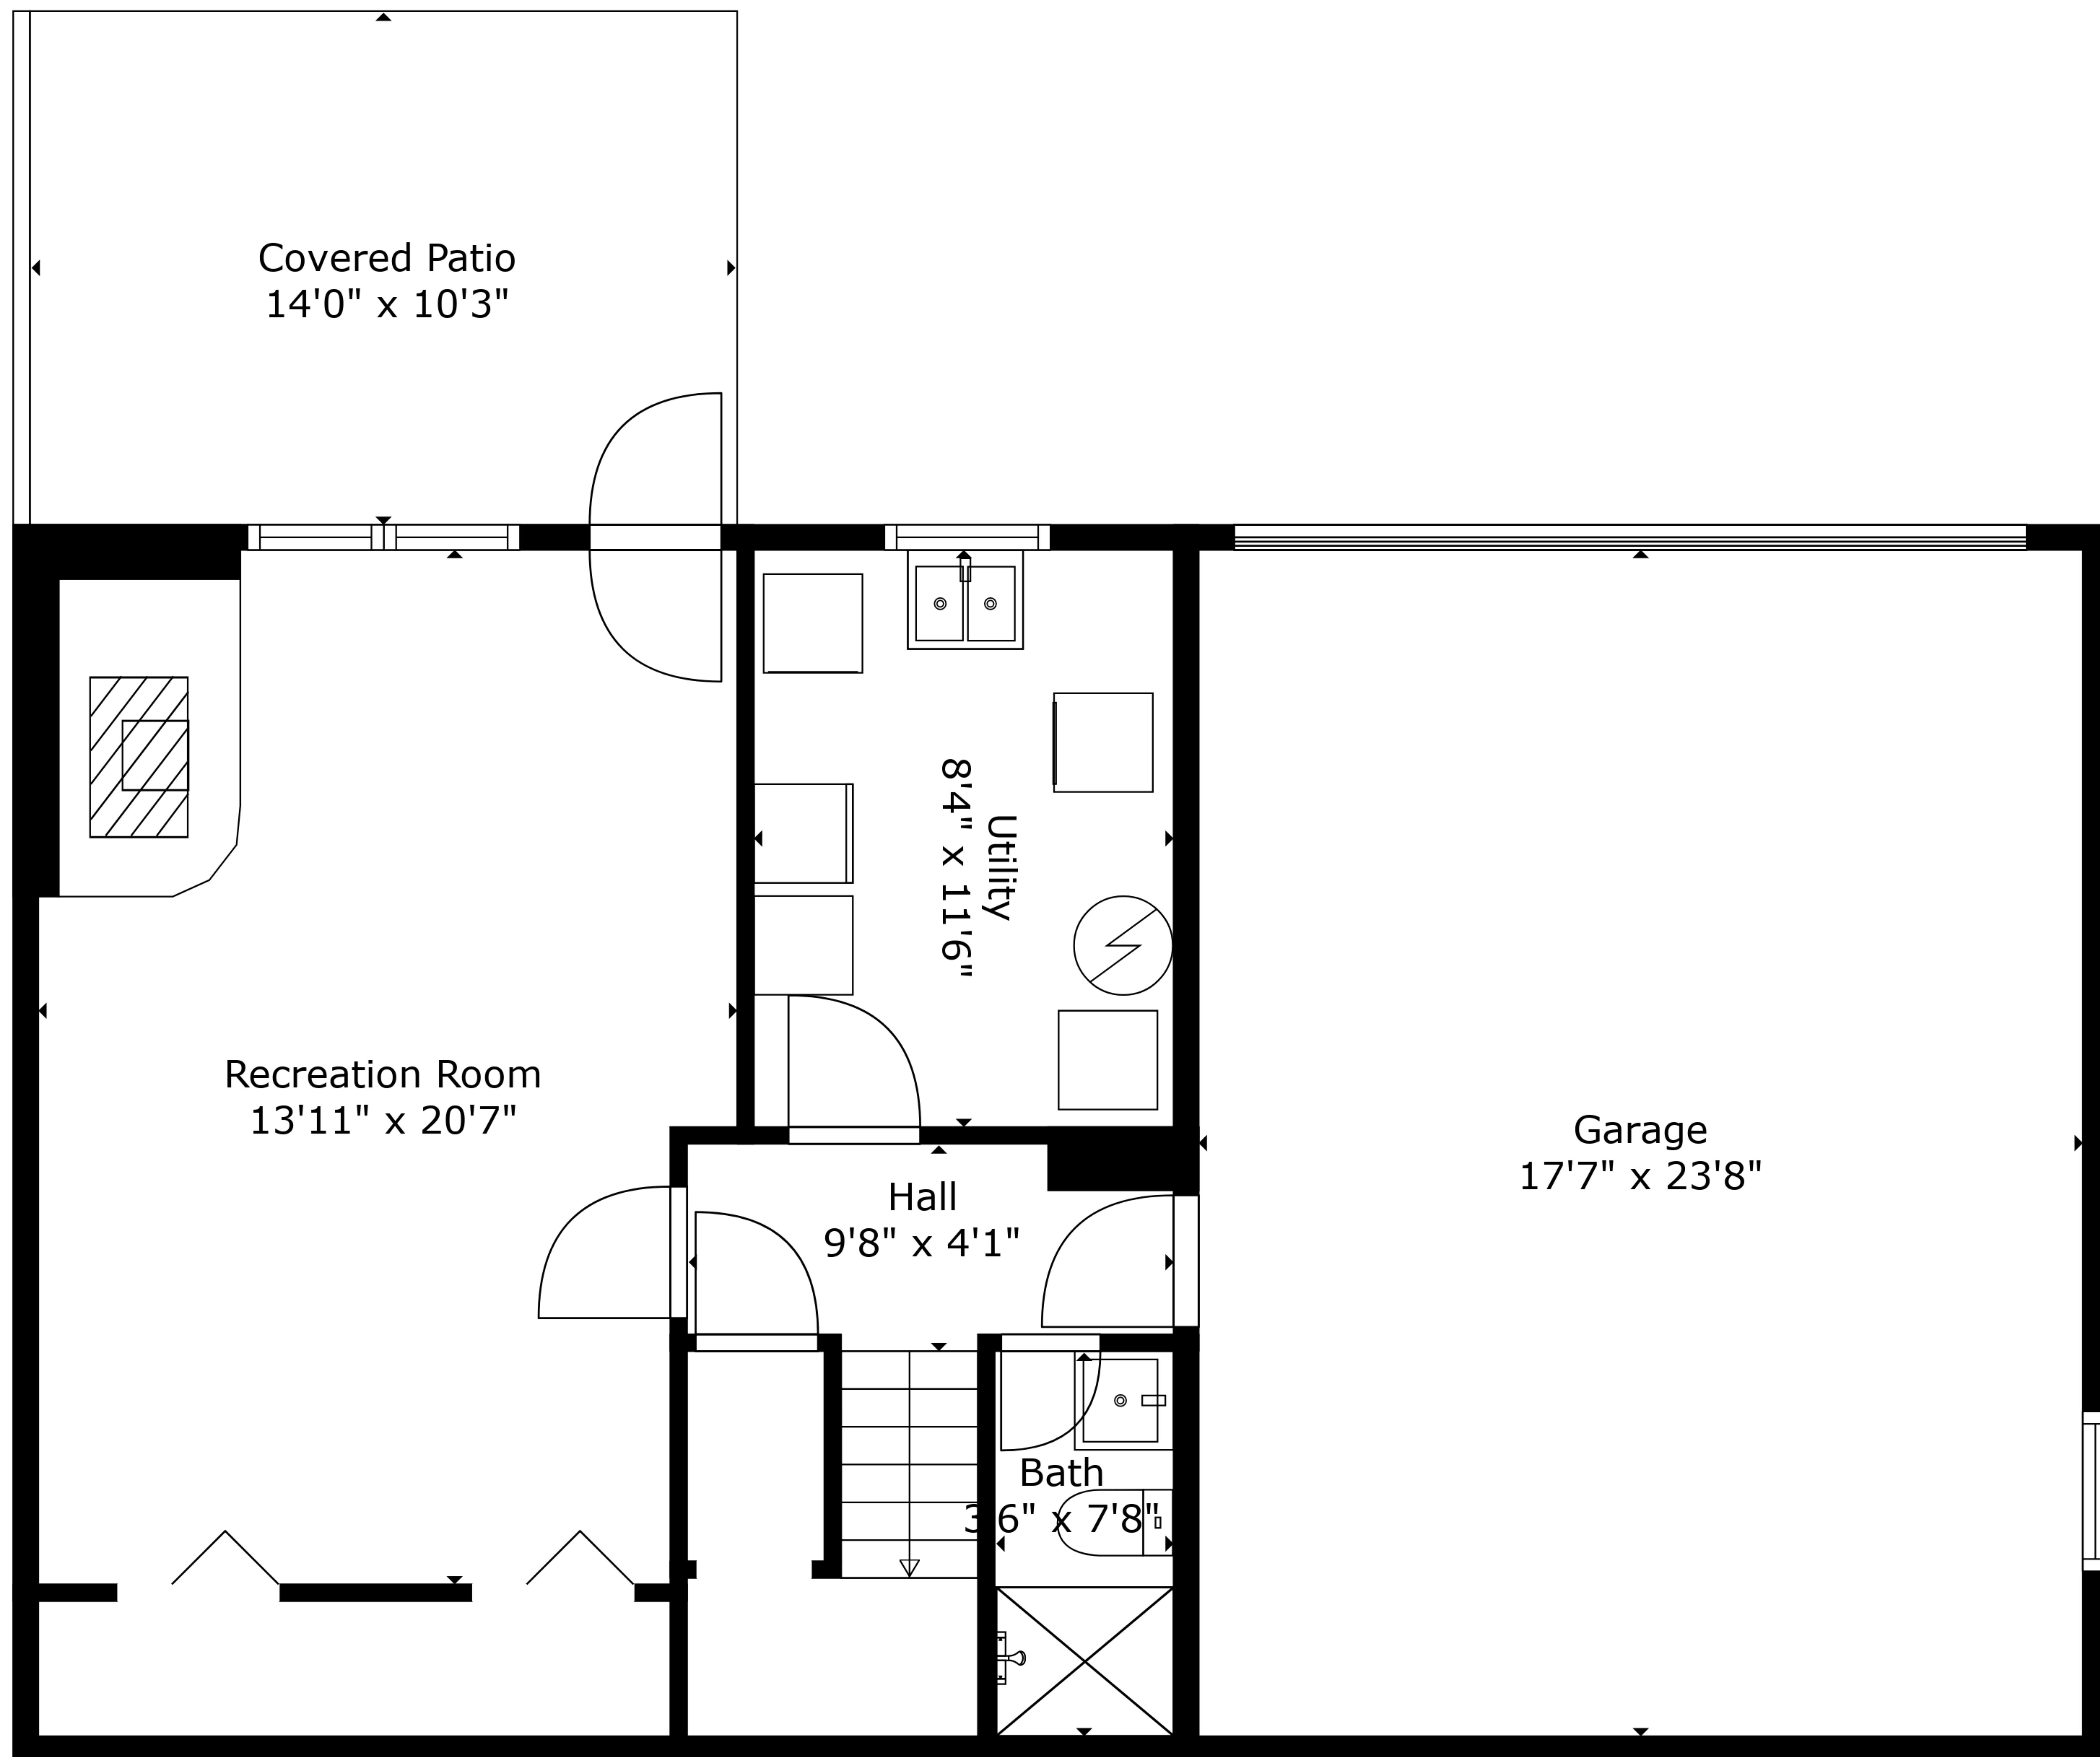 Covered Patio
14'0" x 10'3"
Utility
8'4" x 11'6"
Recreation Room
13'11" x 20'7"
Garage
17'7" x 23'8"
Hall
9'8" x 4'1"
Bath
3'6" x 7'8"